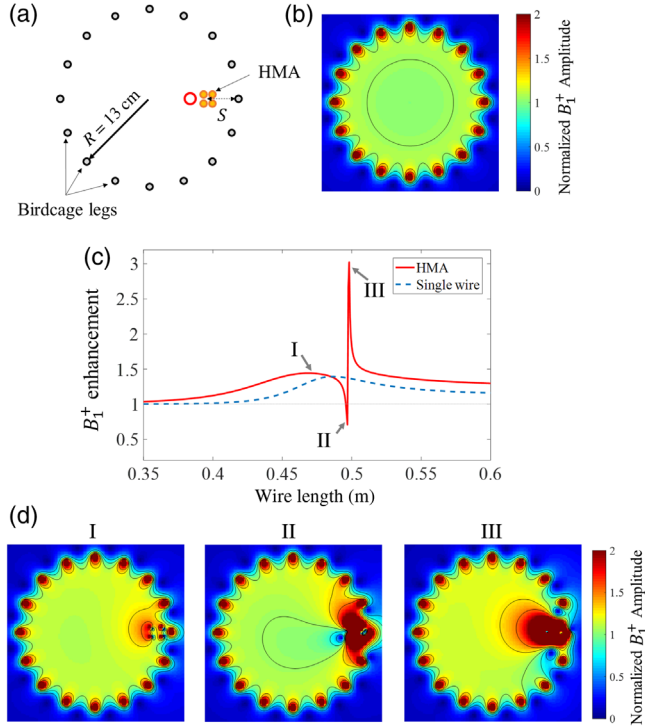 (a)
HMA
S
R = 13 cm
Birdcage legs
(b)
2
1.5
1
0.5
0
Normalized B₁⁺ Amplitude
(c)
3
2.5
2
1.5
1
0.5
B₁⁺ enhancement
HMA
Single wire
I
II
III
0.35
0.4
0.45
0.5
0.55
0.6
Wire length (m)
(d)
I
II
III
2
1.5
1
0.5
0
Normalized B₁⁺ Amplitude